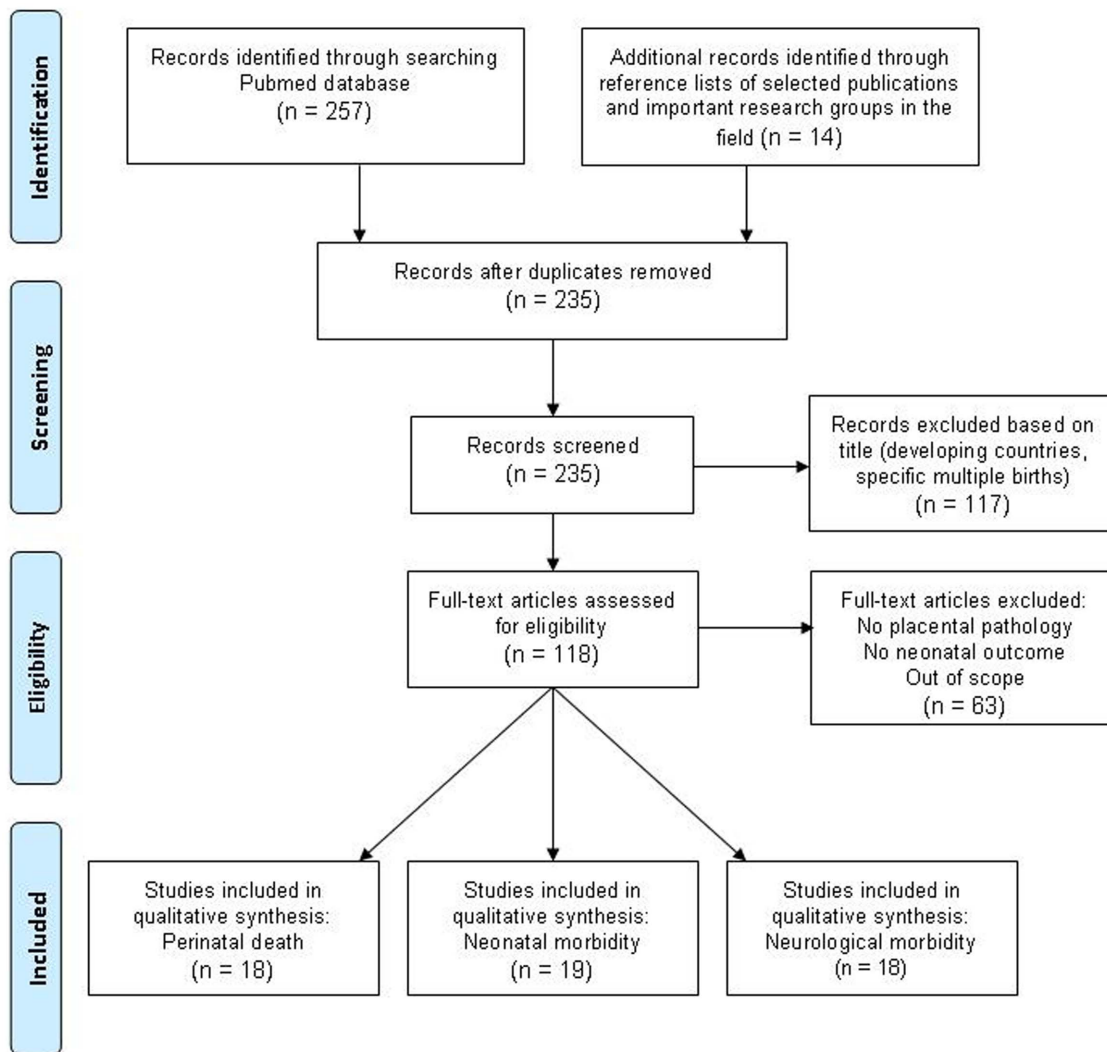 Identification
Records identified through searching
Pubmed database
(n = 257)
Additional records identified through
reference lists of selected publications
and important research groups in the
field (n = 14)
Records after duplicates removed
(n = 235)
Screening
Records screened
(n = 235)
Records excluded based on
title (developing countries,
specific multiple births)
(n = 117)
Eligibility
Full-text articles assessed
for eligibility
(n = 118)
Full-text articles excluded:
No placental pathology
No neonatal outcome
Out of scope
(n = 63)
Included
Studies included in
qualitative synthesis:
Perinatal death
(n = 18)
Studies included in
qualitative synthesis:
Neonatal morbidity
(n = 19)
Studies included in
qualitative synthesis:
Neurological morbidity
(n = 18)